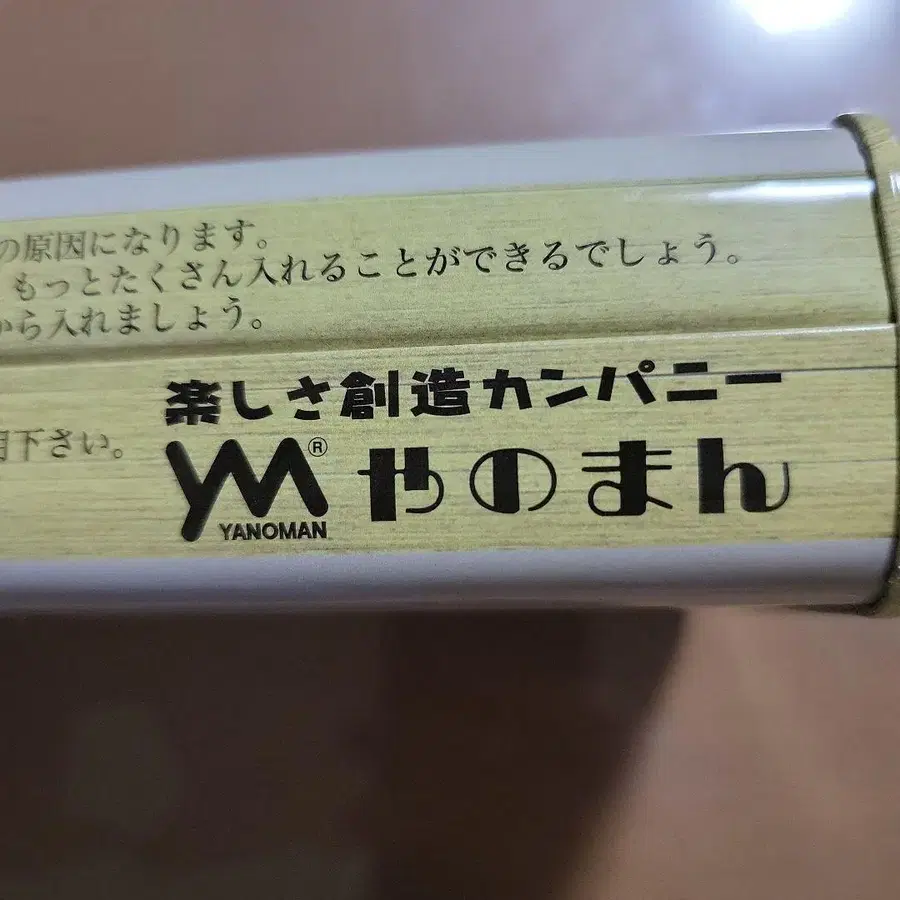 の原因になります。
もっとたくさん入れることができるでしょう。
から入れましょう。
下さい。
楽しさ創造カンパニー
YM® やのまん
YANOMAN